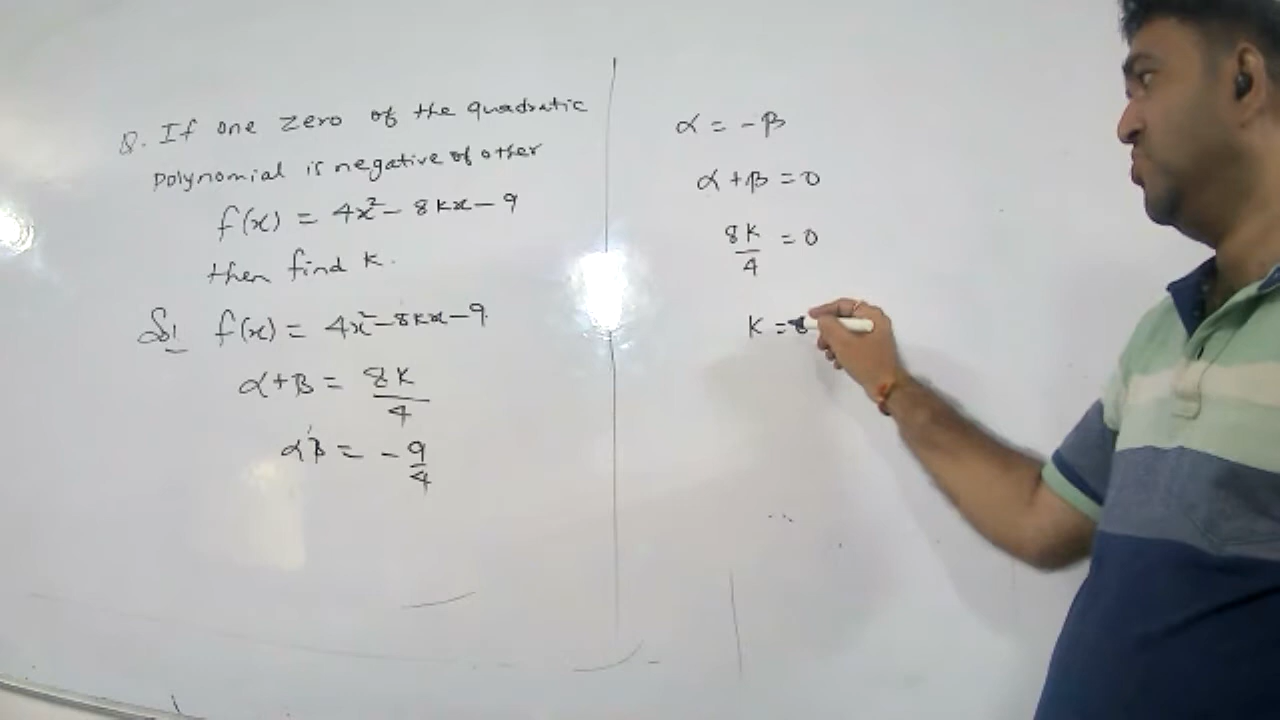 Q. If one zero of the quadratic
polynomial is negative of other
f(x) = 4x² - 8kx - 9
then find k.
Sol f(x) = 4x² - 8kx - 9
α + β = 8k/4
αβ = -9/4
α = -β
α + β = 0
8k/4 = 0
k =